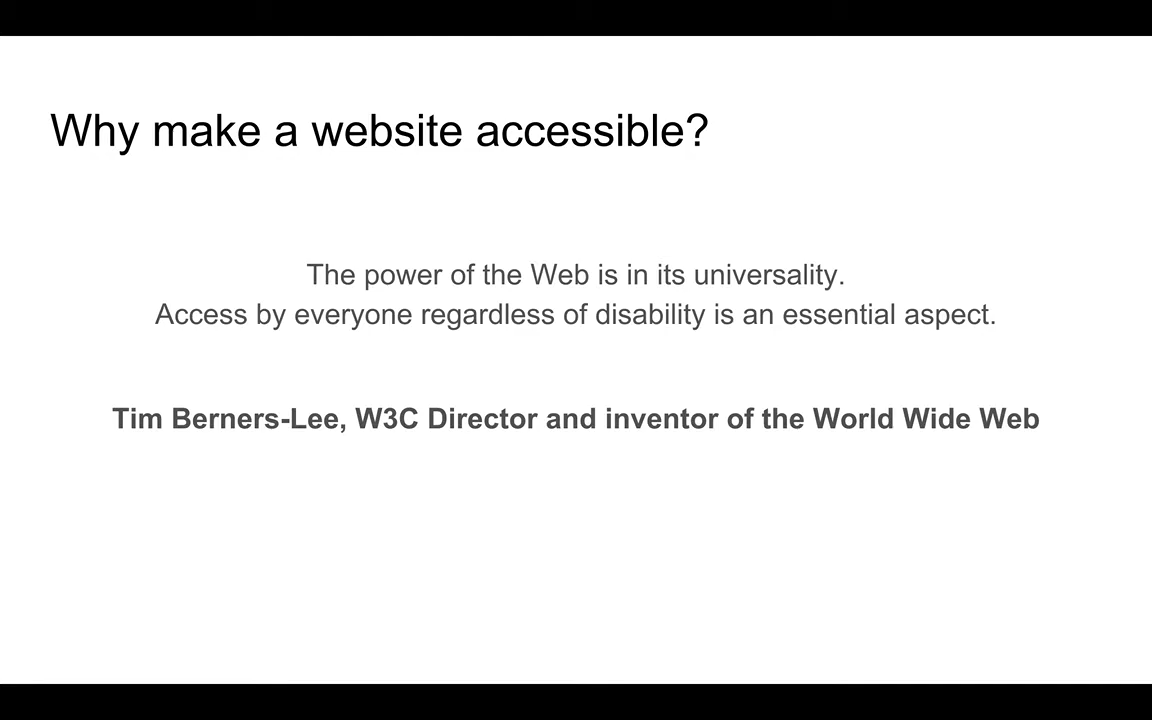 Why make a website accessible?
The power of the Web is in its universality.
Access by everyone regardless of disability is an essential aspect.
Tim Berners-Lee, W3C Director and inventor of the World Wide Web